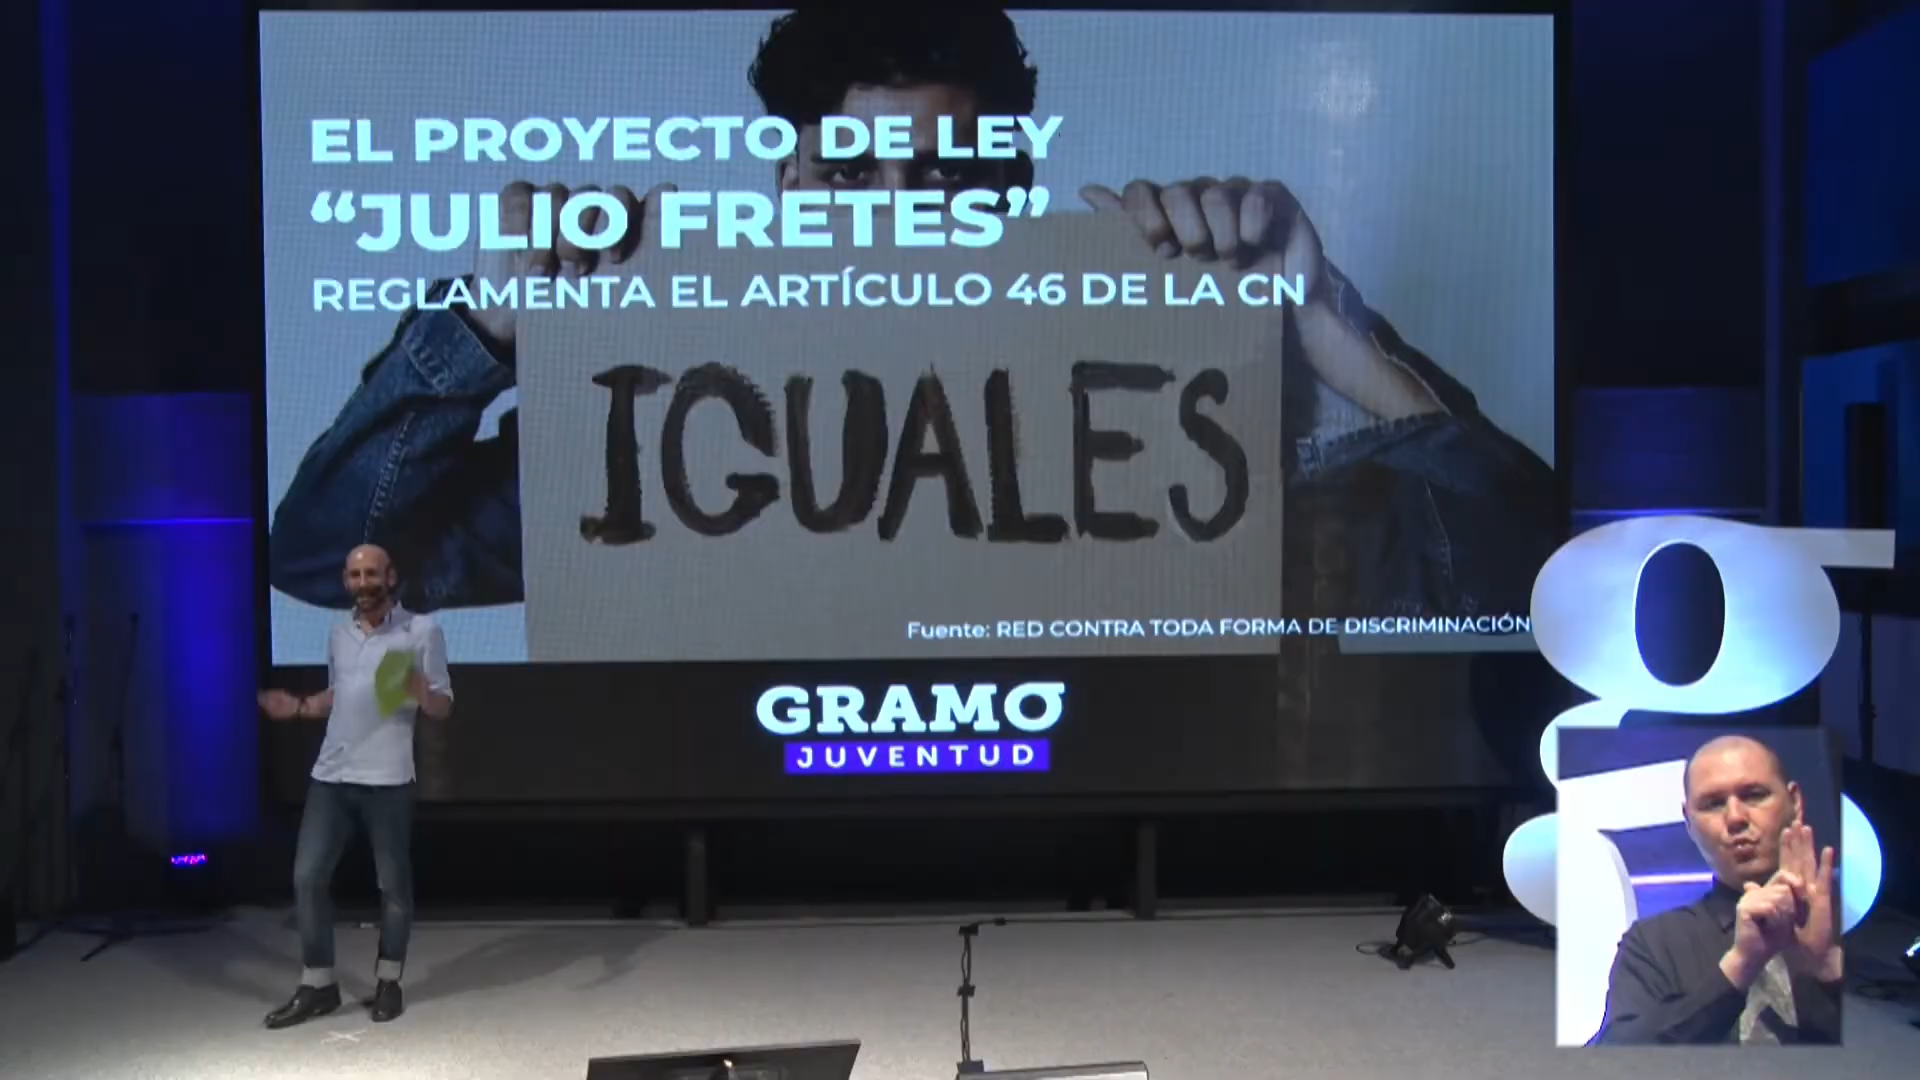 EL PROYECTO DE LEY
“JULIO FRETES”
REGLAMENTA EL ARTÍCULO 46 DE LA CN
IGUALES
Fuente: RED CONTRA TODA FORMA DE DISCRIMINACIÓN
GRAMO
JUVENTUD
g